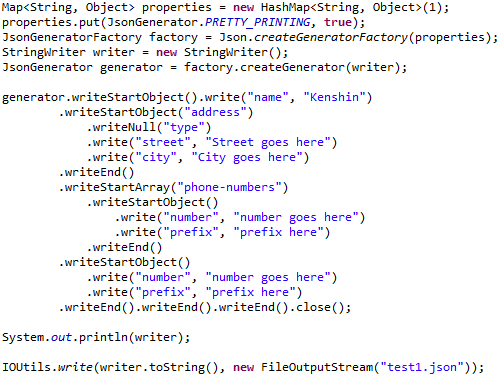 Map<String, Object> properties = new HashMap<String, Object>(1);
properties.put(JsonGenerator.PRETTY_PRINTING, true);
JsonGeneratorFactory factory = Json.createGeneratorFactory(properties);
StringWriter writer = new StringWriter();
JsonGenerator generator = factory.createGenerator(writer);

generator.writeStartObject().write("name", "Kenshin")
        .writeStartObject("address")
            .writeNull("type")
            .write("street", "Street goes here")
            .write("city", "City goes here")
        .writeEnd()
        .writeStartArray("phone-numbers")
            .writeStartObject()
                .write("number", "number goes here")
                .write("prefix", "prefix here")
            .writeEnd()
        .writeStartObject()
            .write("number", "number goes here")
            .write("prefix", "prefix here")
        .writeEnd().writeEnd().writeEnd().close();

System.out.println(writer);

IOUtils.write(writer.toString(), new FileOutputStream("test1.json"));